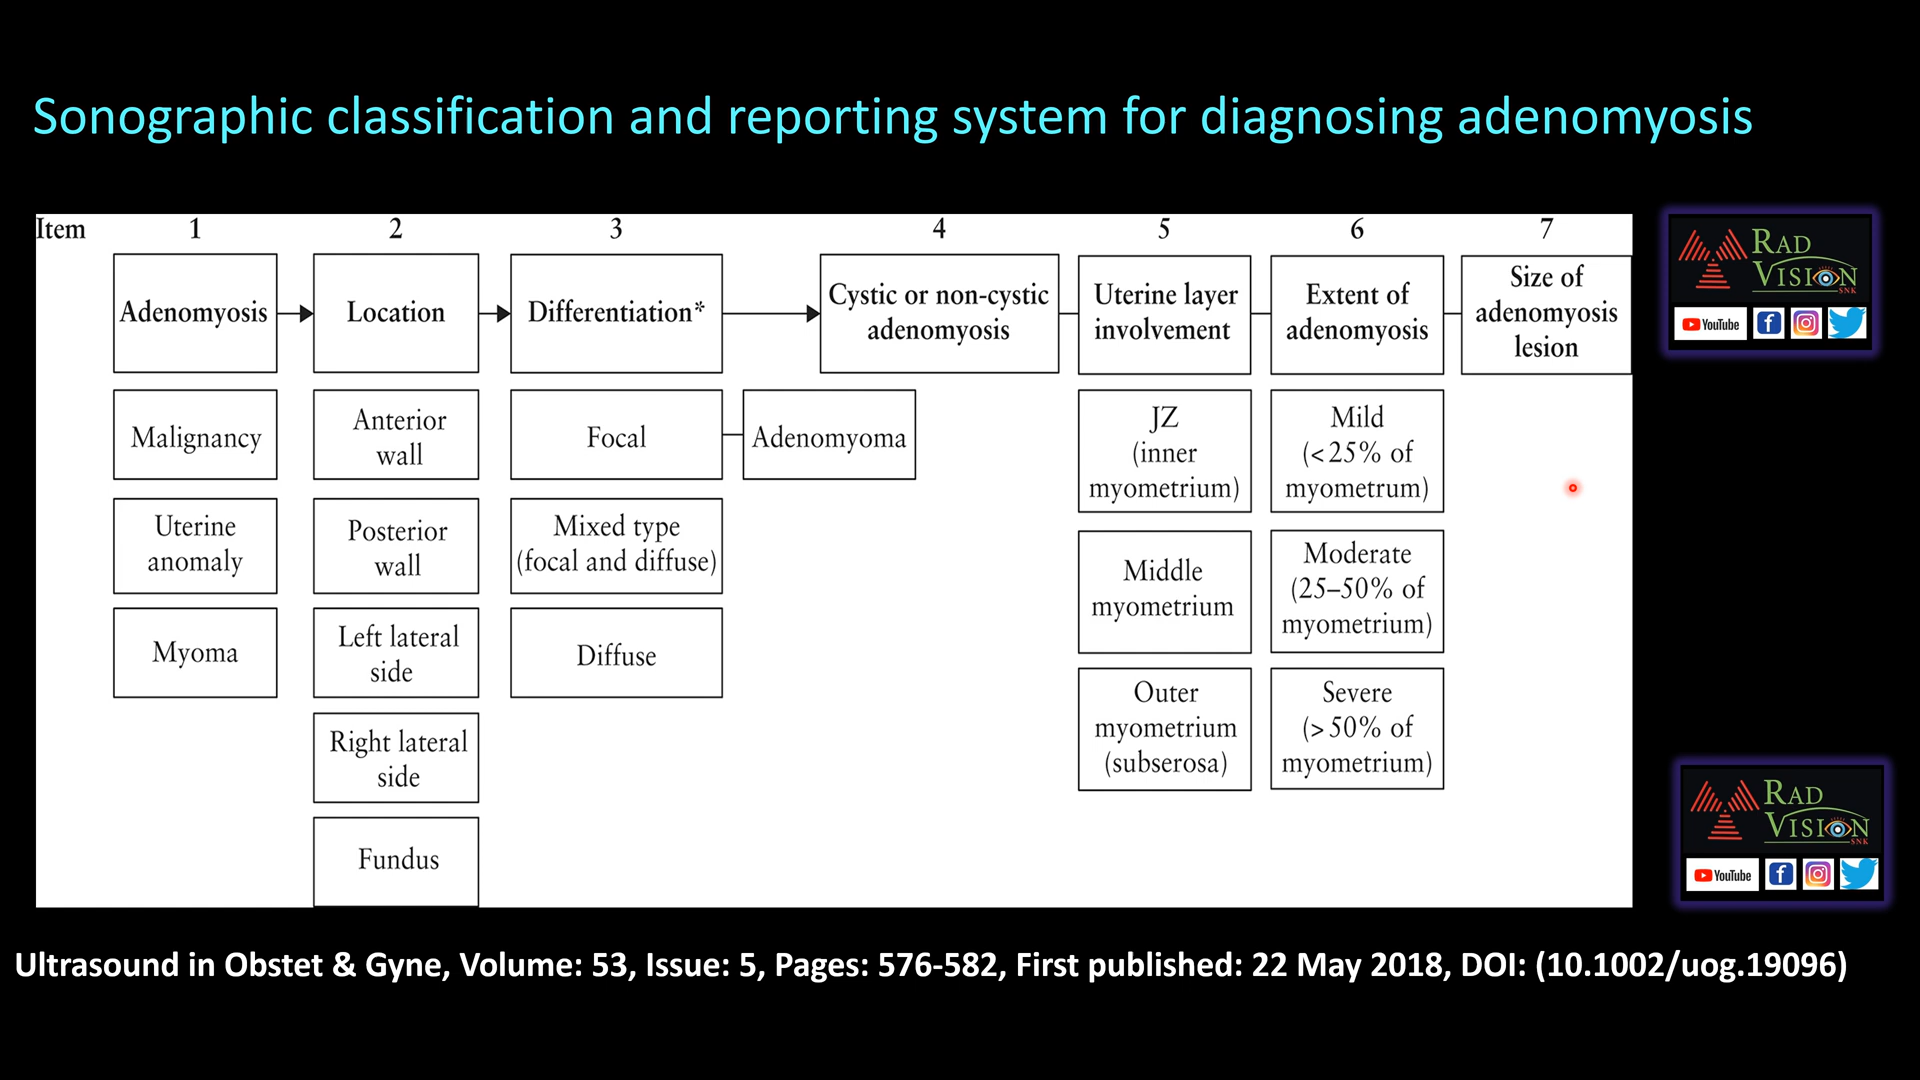 Sonographic classification and reporting system for diagnosing adenomyosis
Item 1 2 3 4 5 6 7
Adenomyosis
Location
Differentiation*
Cystic or non-cystic
adenomyosis
Uterine layer
involvement
Extent of
adenomyosis
Size of
adenomyosis
lesion
Malignancy
Anterior
wall
Focal
Adenomyoma
JZ
(inner
myometrium)
Mild
(<25% of
myometrum)
Uterine
anomaly
Posterior
wall
Mixed type
(focal and diffuse)
Middle
myometrium
Moderate
(25–50% of
myometrium)
Myoma
Left lateral
side
Diffuse
Outer
myometrium
(subserosa)
Severe
(>50% of
myometrium)
Right lateral
side
Fundus
RAD
VISION
SNK
YouTube
RAD
VISION
SNK
YouTube
Ultrasound in Obstet & Gyne, Volume: 53, Issue: 5, Pages: 576-582, First published: 22 May 2018, DOI: (10.1002/uog.19096)